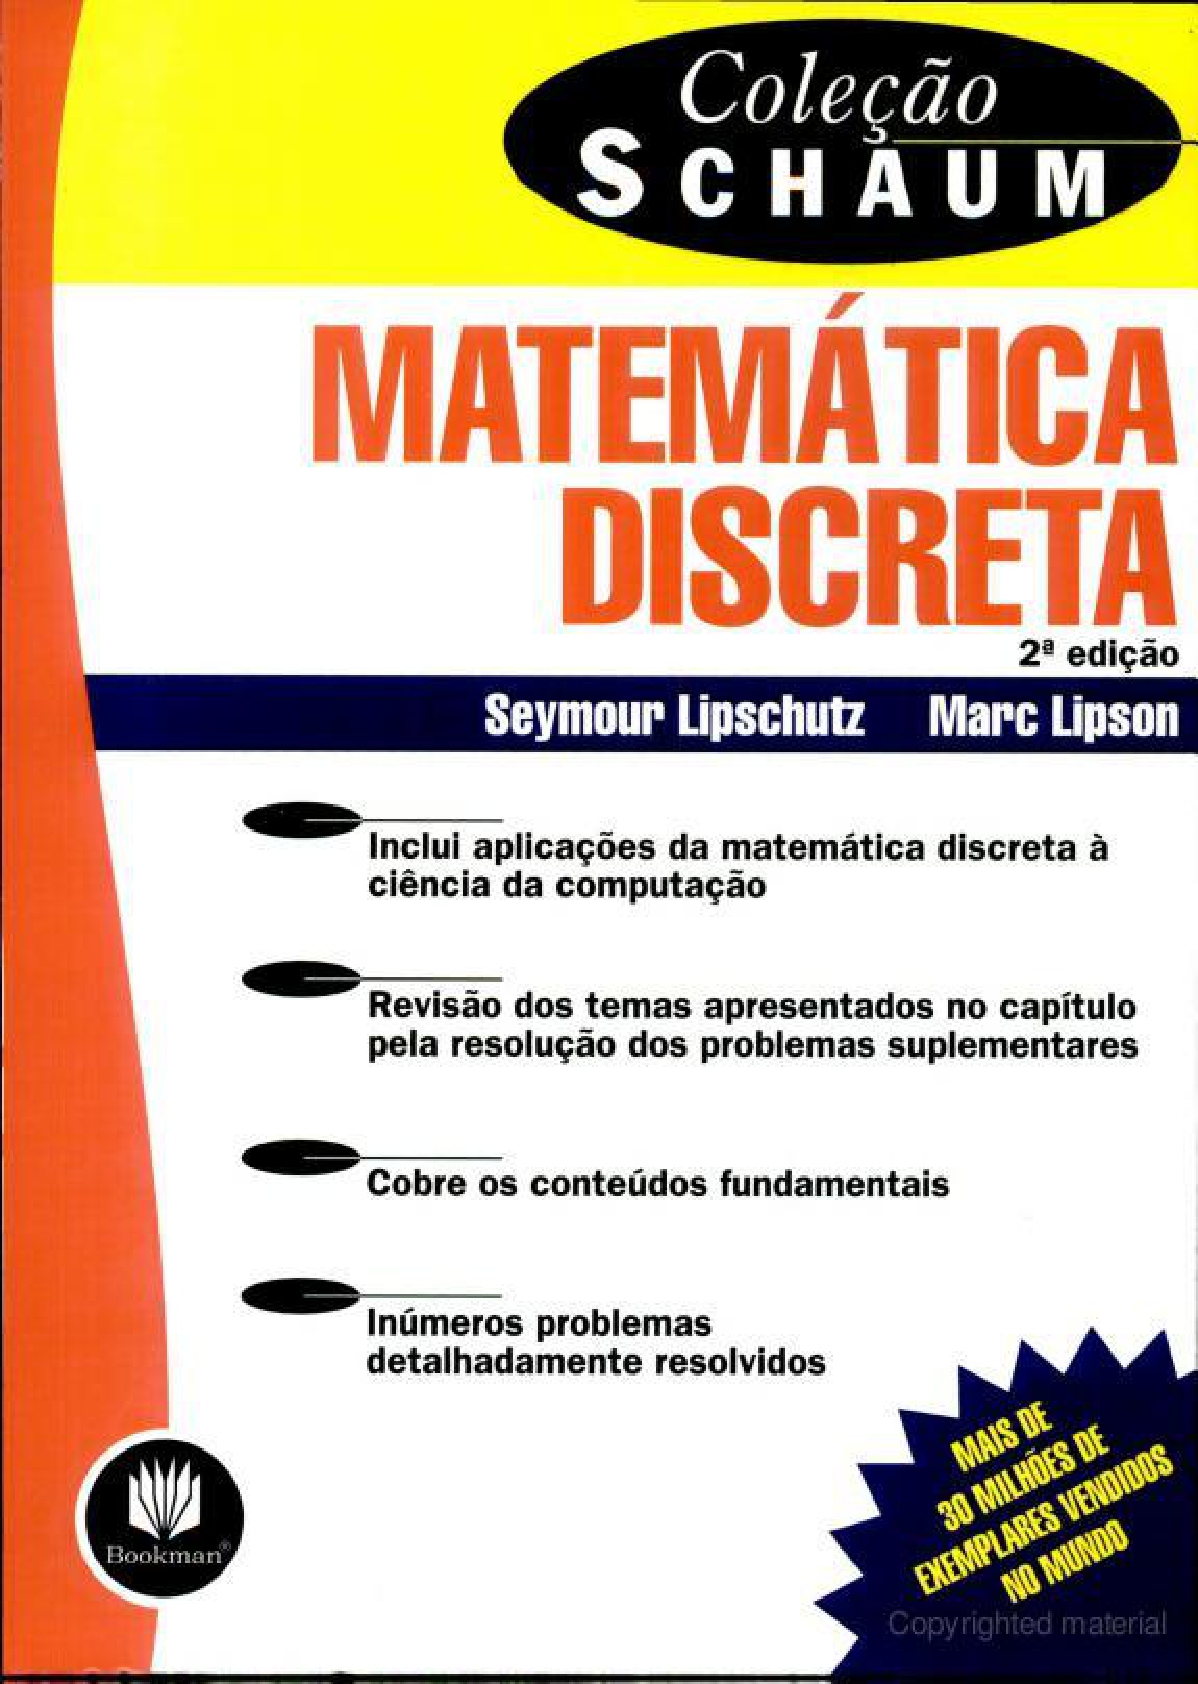 Coleção
SCHAUM
MATEMÁTICA
DISCRETA
2ª edição
Seymour Lipschutz Marc Lipson
Inclui aplicações da matemática discreta à
ciência da computação
Revisão dos temas apresentados no capítulo
pela resolução dos problemas suplementares
Cobre os conteúdos fundamentais
Inúmeros problemas
detalhadamente resolvidos
MAIS DE
30 MILHÕES DE
EXEMPLARES VENDIDOS
NO MUNDO
Bookman®
Copyrighted material